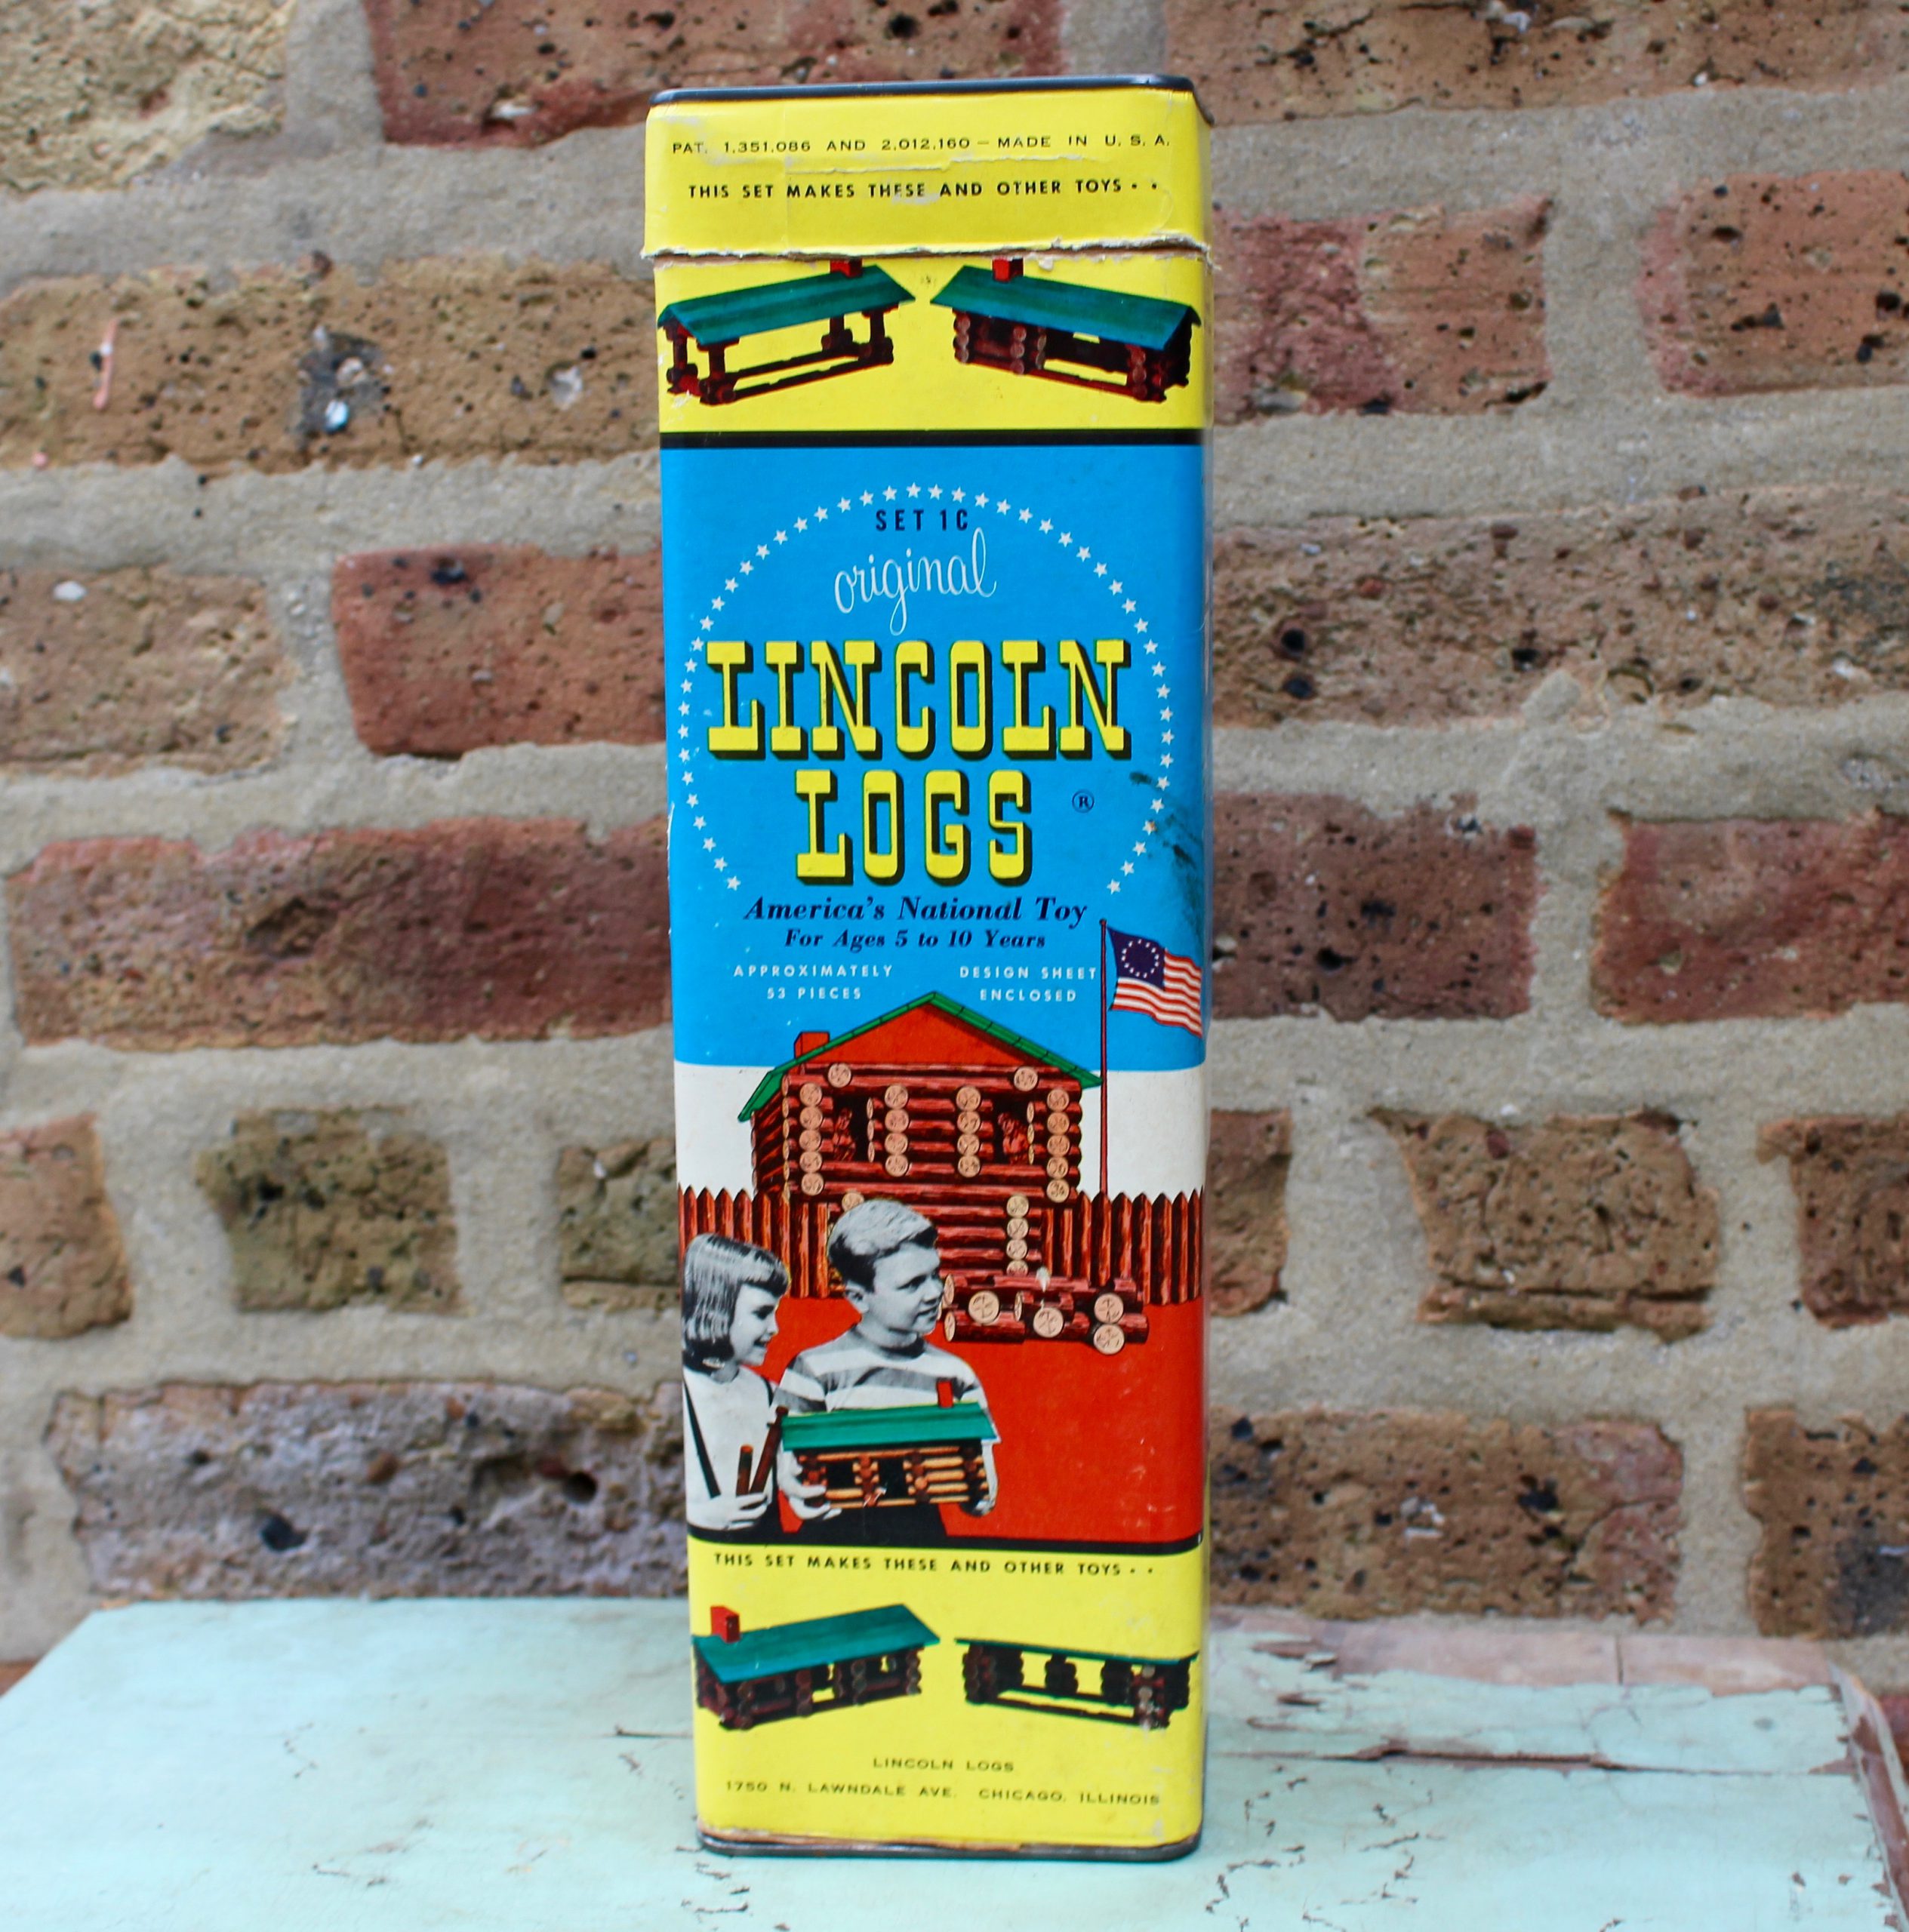 PAT. 1,351,086 AND 2,012,160 — MADE IN U. S. A.
THIS SET MAKES THESE AND OTHER TOYS • •
SET 1C
original
LINCOLN
LOGS ®
America's National Toy
For Ages 5 to 10 Years
APPROXIMATELY
53 PIECES
DESIGN SHEET
ENCLOSED
THIS SET MAKES THESE AND OTHER TOYS • •
LINCOLN LOGS
1750 N. LAWNDALE AVE. CHICAGO, ILLINOIS